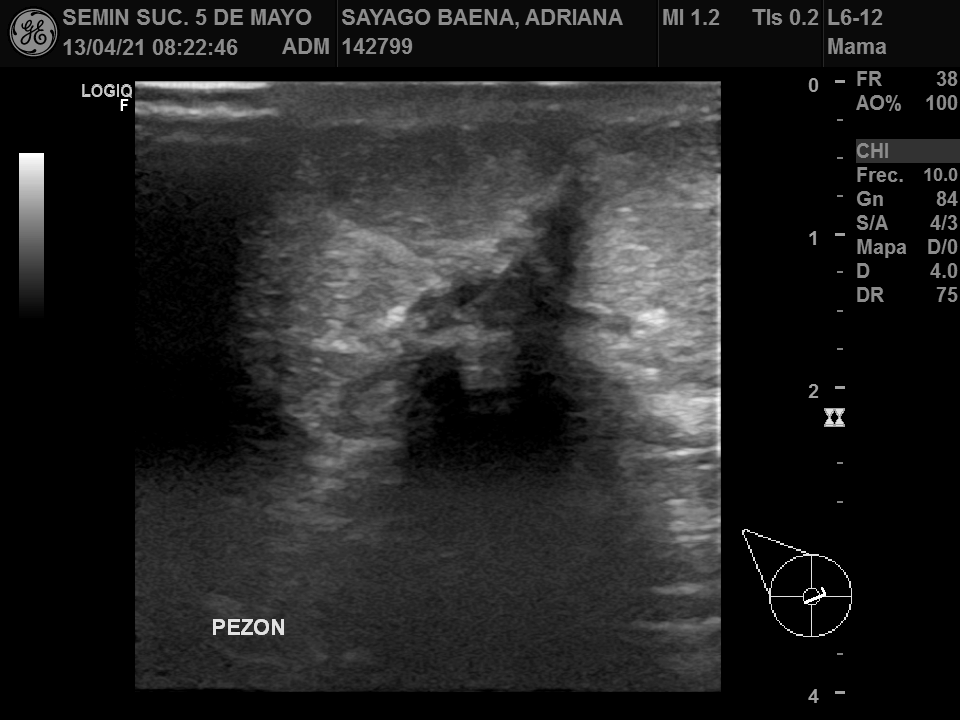 SEMIN SUC. 5 DE MAYO
13/04/21 08:22:46 ADM
SAYAGO BAENA, ADRIANA
142799
MI 1.2 TIs 0.2
L6-12
Mama
LOGIQ
F
FR 38
AO% 100
CHI
Frec. 10.0
Gn 84
S/A 4/3
Mapa D/0
D 4.0
DR 75
0
1
2
4
PEZON